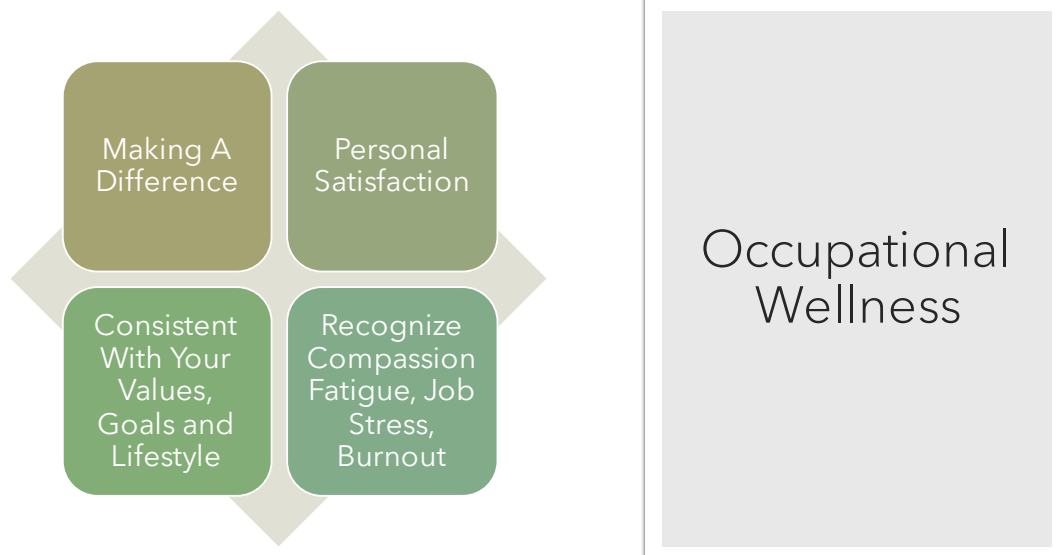 Making A
Difference
Personal
Satisfaction
Consistent
With Your
Values,
Goals and
Lifestyle
Recognize
Compassion
Fatigue, Job
Stress,
Burnout
Occupational
Wellness